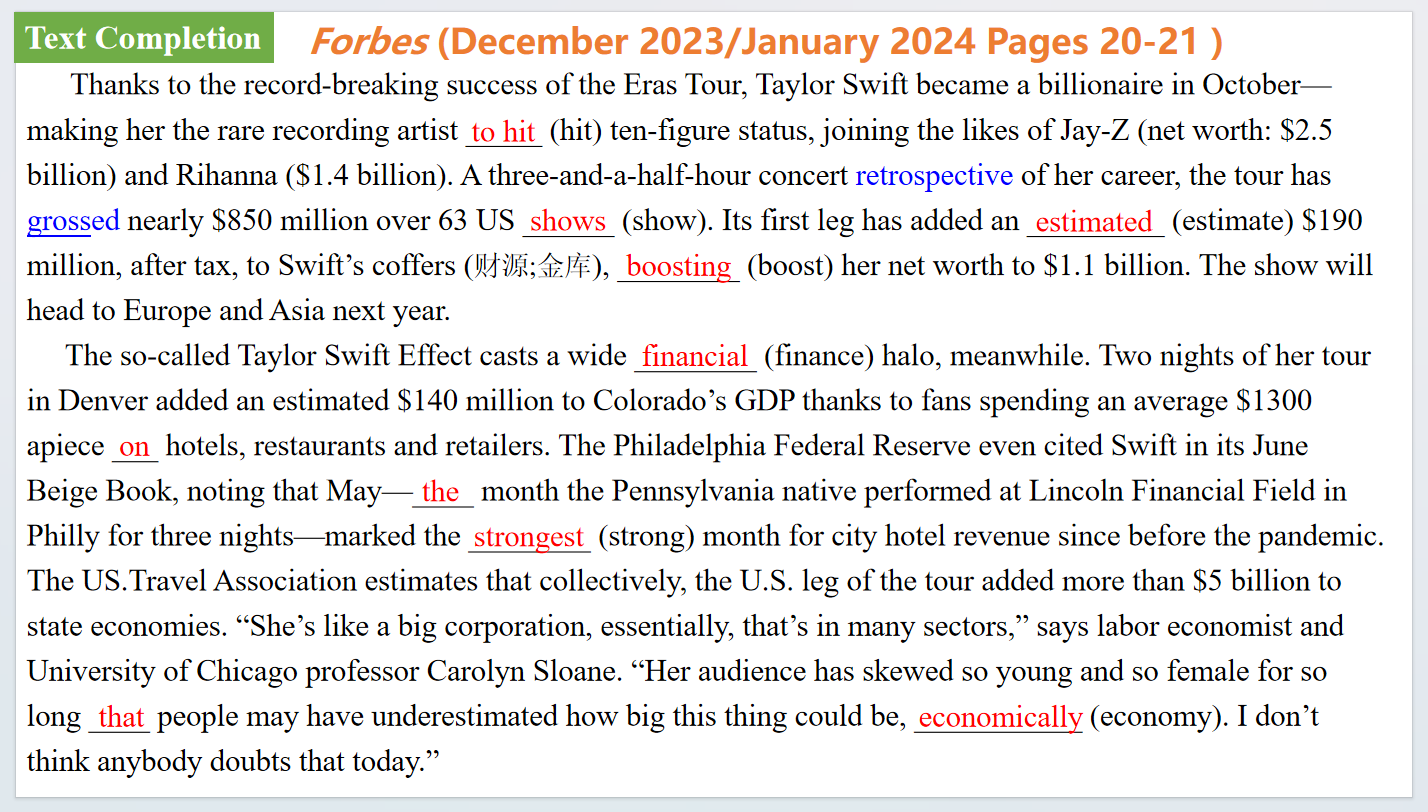 Text Completion
Forbes (December 2023/January 2024 Pages 20-21 )
Thanks to the record-breaking success of the Eras Tour, Taylor Swift became a billionaire in October—
making her the rare recording artist to hit (hit) ten-figure status, joining the likes of Jay-Z (net worth: $2.5
billion) and Rihanna ($1.4 billion). A three-and-a-half-hour concert retrospective of her career, the tour has
grossed nearly $850 million over 63 US shows (show). Its first leg has added an estimated (estimate) $190
million, after tax, to Swift’s coffers (财源;金库), boosting (boost) her net worth to $1.1 billion. The show will
head to Europe and Asia next year.
The so-called Taylor Swift Effect casts a wide financial (finance) halo, meanwhile. Two nights of her tour
in Denver added an estimated $140 million to Colorado’s GDP thanks to fans spending an average $1300
apiece on hotels, restaurants and retailers. The Philadelphia Federal Reserve even cited Swift in its June
Beige Book, noting that May—the month the Pennsylvania native performed at Lincoln Financial Field in
Philly for three nights—marked the strongest (strong) month for city hotel revenue since before the pandemic.
The US.Travel Association estimates that collectively, the U.S. leg of the tour added more than $5 billion to
state economies. “She’s like a big corporation, essentially, that’s in many sectors,” says labor economist and
University of Chicago professor Carolyn Sloane. “Her audience has skewed so young and so female for so
long that people may have underestimated how big this thing could be, economically (economy). I don’t
think anybody doubts that today.”